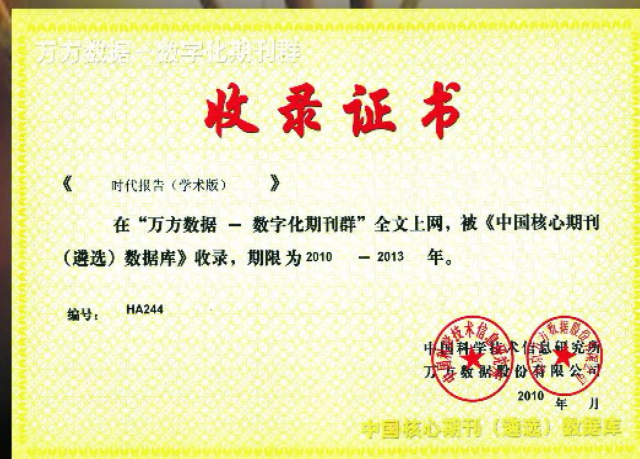 万方数据－数字化期刊群
收录证书
《 时代报告（学术版） 》
在“万方数据 － 数字化期刊群”全文上网，被《中国核心期刊
（遴选）数据库》收录，期限为 2010 － 2013 年。
编号： HA244
中国科学技术信息研究所
万方数据股份有限公司
2010 年 月
中国核心期刊（遴选）数据库